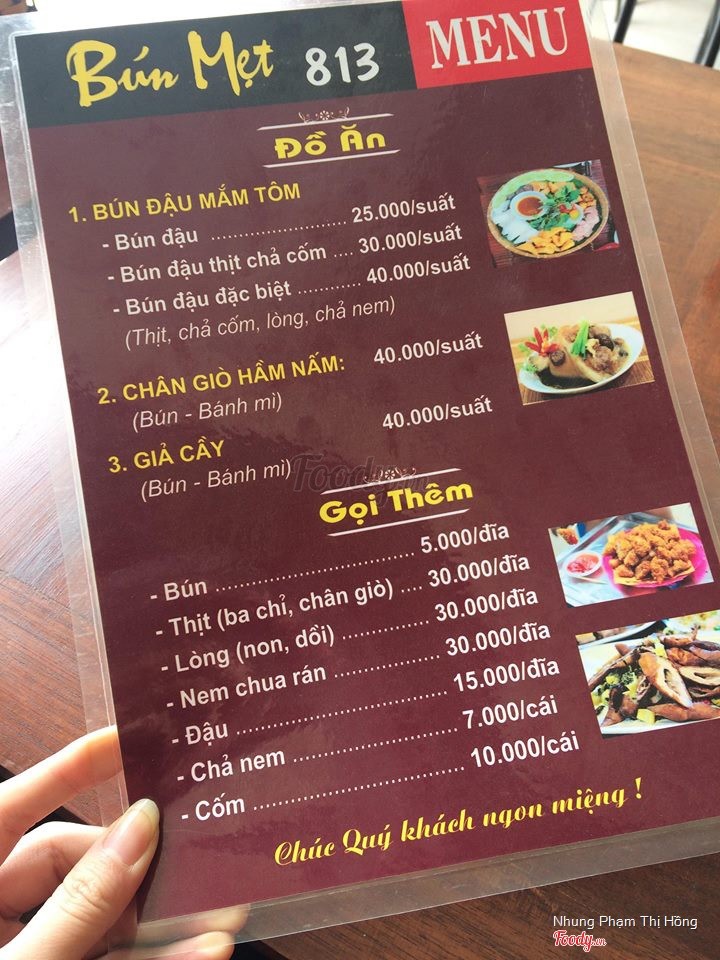 Bún Mẹt 813 MENU
Đồ Ăn
1. BÚN ĐẬU MẮM TÔM
- Bún đậu ........................ 25.000/suất
- Bún đậu thịt chả cốm .... 30.000/suất
- Bún đậu đặc biệt ............ 40.000/suất
(Thịt, chả cốm, lòng, chả nem)
2. CHÂN GIÒ HẦM NẤM: 40.000/suất
(Bún - Bánh mì)
3. GIẢ CẦY 40.000/suất
(Bún - Bánh mì)
Foody.vn
Gọi Thêm
- Bún .................................... 5.000/đĩa
- Thịt (ba chỉ, chân giò) .... 30.000/đĩa
- Lòng (non, dồi) ................ 30.000/đĩa
- Nem chua rán ................... 30.000/đĩa
- Đậu ..................................... 15.000/đĩa
- Chả nem ............................. 7.000/cái
- Cốm ..................................... 10.000/cái
Chúc Quý khách ngon miệng !
Nhung Phạm Thị Hồng
Foody.vn